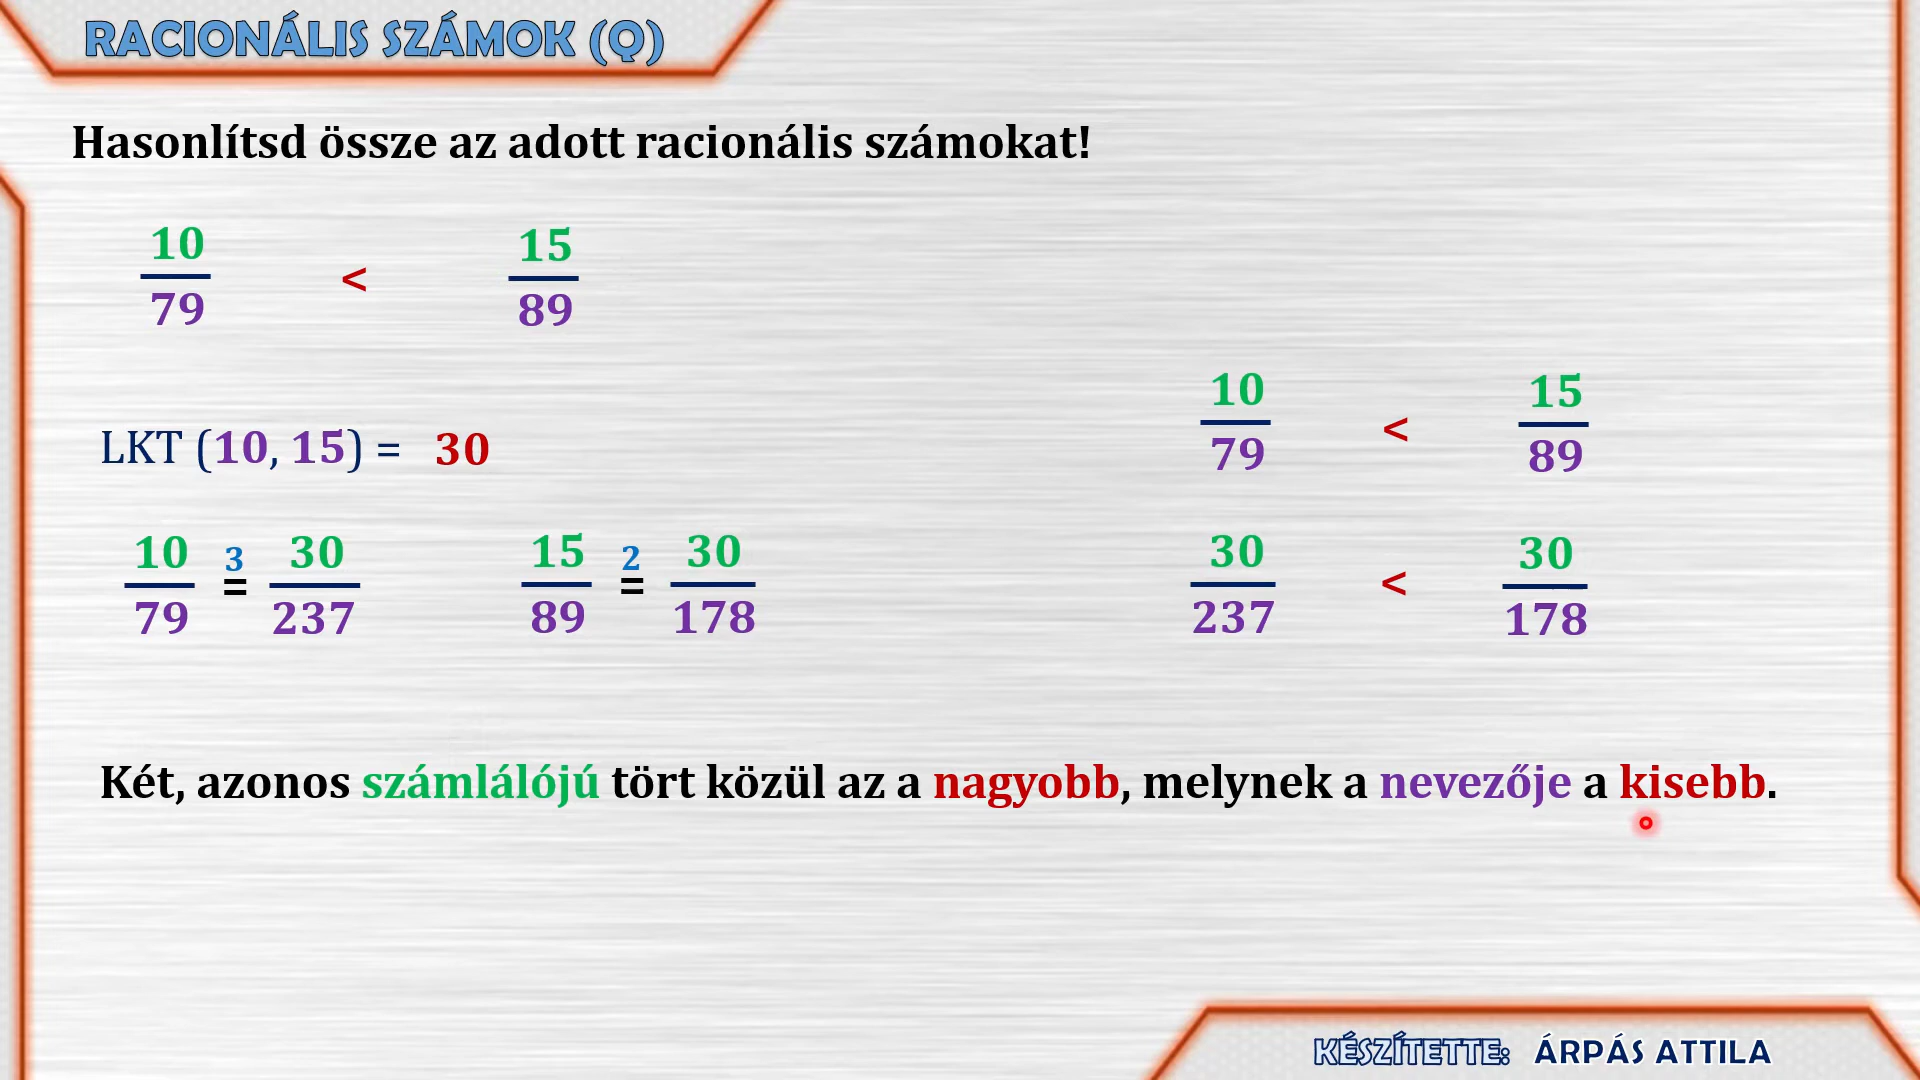 RACIONÁLIS SZÁMOK (Q)
Hasonlítsd össze az adott racionális számokat!
10/79 < 15/89
LKT (10, 15) = 30
10/79 < 15/89
10/79 3= 30/237
15/89 2= 30/178
30/237 < 30/178
Két, azonos számlálójú tört közül az a nagyobb, melynek a nevezője a kisebb.
KÉSZÍTETTE: ÁRPÁS ATTILA